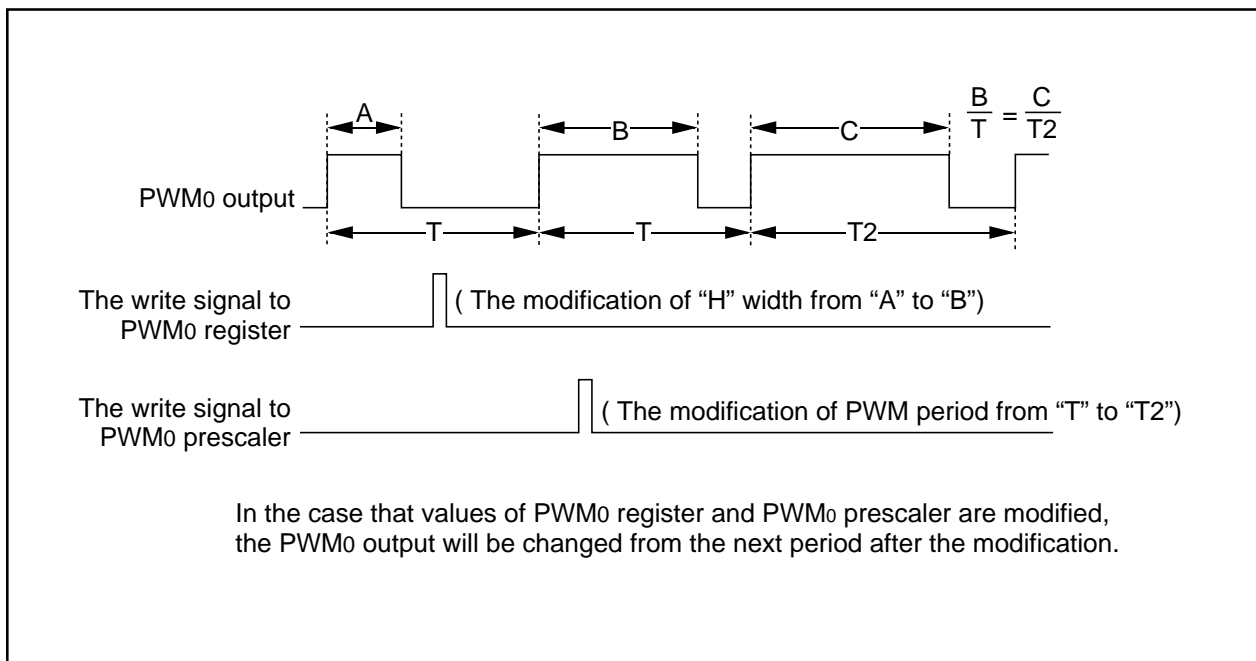 A
B
C
B
T
=
C
T2
PWM0 output
T
T
T2
The write signal to
PWM0 register
( The modification of “H” width from “A” to “B”)
The write signal to
PWM0 prescaler
( The modification of PWM period from “T” to “T2”)
In the case that values of PWM0 register and PWM0 prescaler are modified,
the PWM0 output will be changed from the next period after the modification.